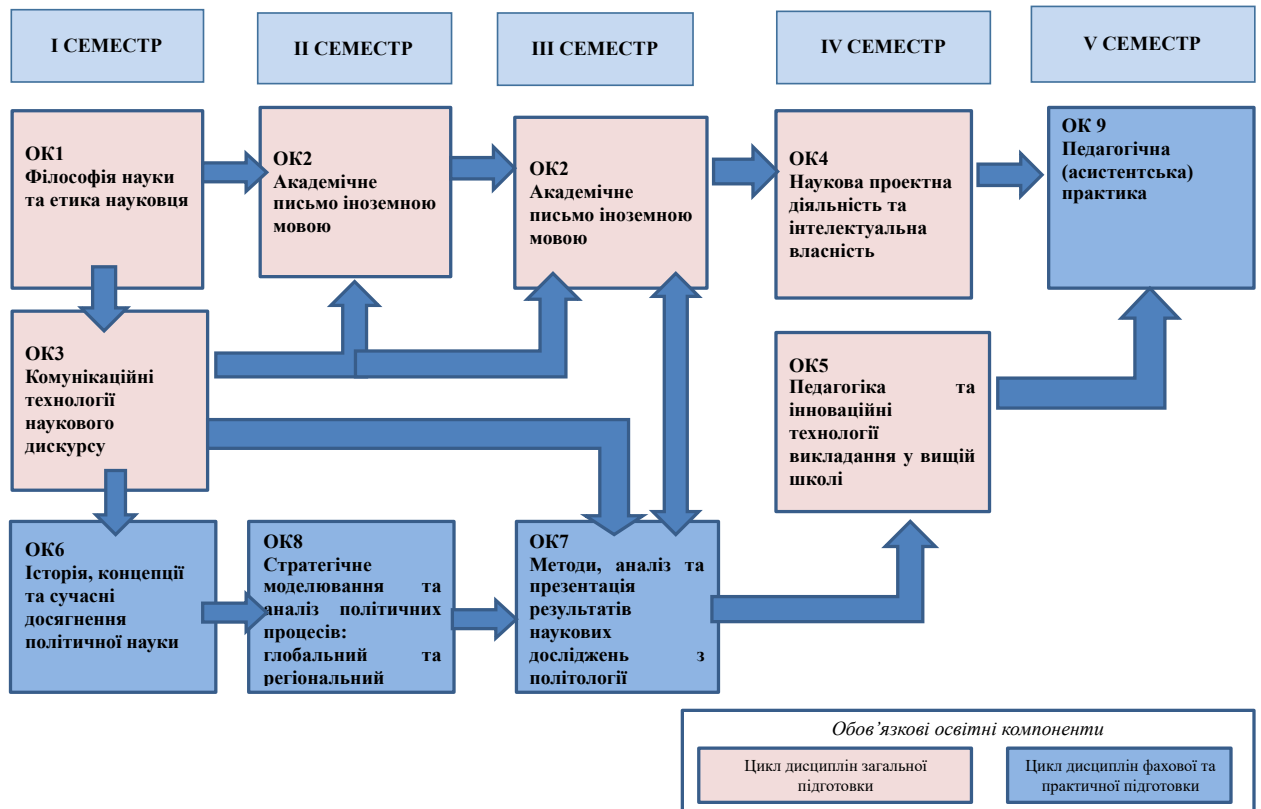 І СЕМЕСТР
ІІ СЕМЕСТР
ІІІ СЕМЕСТР
IV СЕМЕСТР
V СЕМЕСТР
ОК1
Філософія науки
та етика науковця
ОК2
Академічне
письмо іноземною
мовою
ОК2
Академічне
письмо іноземною
мовою
ОК4
Наукова проектна
діяльність та
інтелектуальна
власність
ОК 9
Педагогічна
(асистентська)
практика
ОК3
Комунікаційні
технології
наукового
дискурсу
ОК5
Педагогіка та
інноваційні
технології
викладання у вищій
школі
ОК6
Історія, концепції
та сучасні
досягнення
політичної науки
ОК8
Стратегічне
моделювання та
аналіз політичних
процесів:
глобальний та
регіональний
ОК7
Методи, аналіз та
презентація
результатів
наукових
досліджень з
політології
Обов’язкові освітні компоненти
Цикл дисциплін загальної
підготовки
Цикл дисциплін фахової та
практичної підготовки